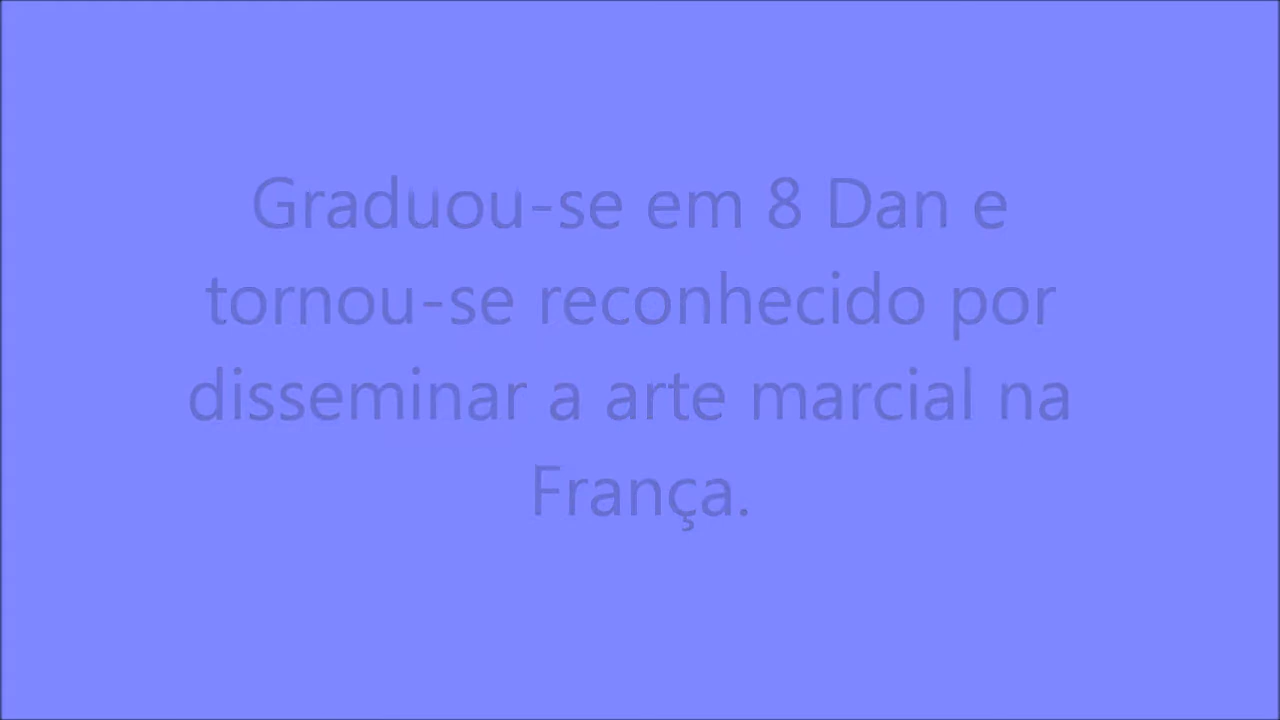 Graduou-se em 8 Dan e
tornou-se reconhecido por
disseminar a arte marcial na
França.